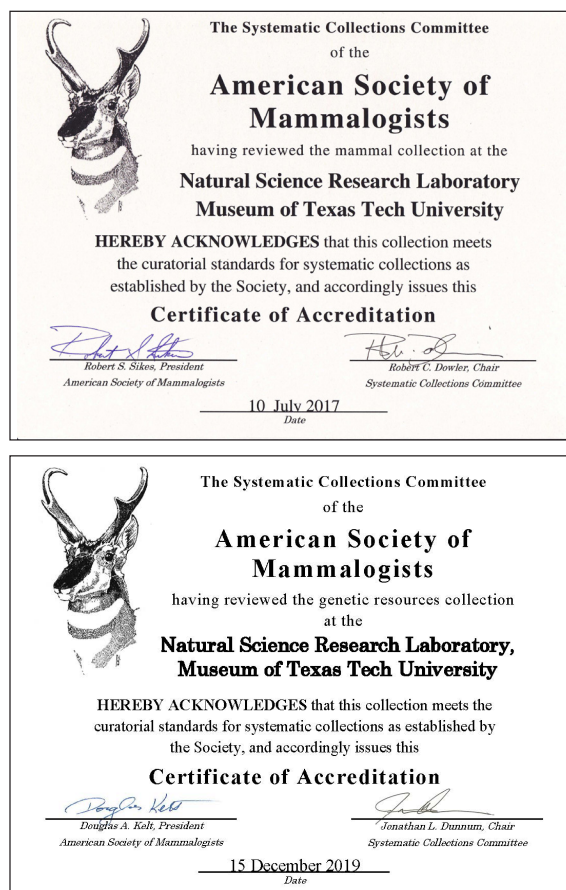 The Systematic Collections Committee
of the
American Society of
Mammalogists
having reviewed the mammal collection at the
Natural Science Research Laboratory
Museum of Texas Tech University
HEREBY ACKNOWLEDGES that this collection meets
the curatorial standards for systematic collections as
established by the Society, and accordingly issues this
Certificate of Accreditation
Robert S. Sikes, President
American Society of Mammalogists
Robert C. Dowler, Chair
Systematic Collections Committee
10 July 2017
Date
The Systematic Collections Committee
of the
American Society of
Mammalogists
having reviewed the genetic resources collection
at the
Natural Science Research Laboratory,
Museum of Texas Tech University
HEREBY ACKNOWLEDGES that this collection meets the
curatorial standards for systematic collections as established by
the Society, and accordingly issues this
Certificate of Accreditation
Douglas Kelt
Douglas A. Kelt, President
American Society of Mammalogists
Jonathan L. Dunnum, Chair
Systematic Collections Committee
15 December 2019
Date